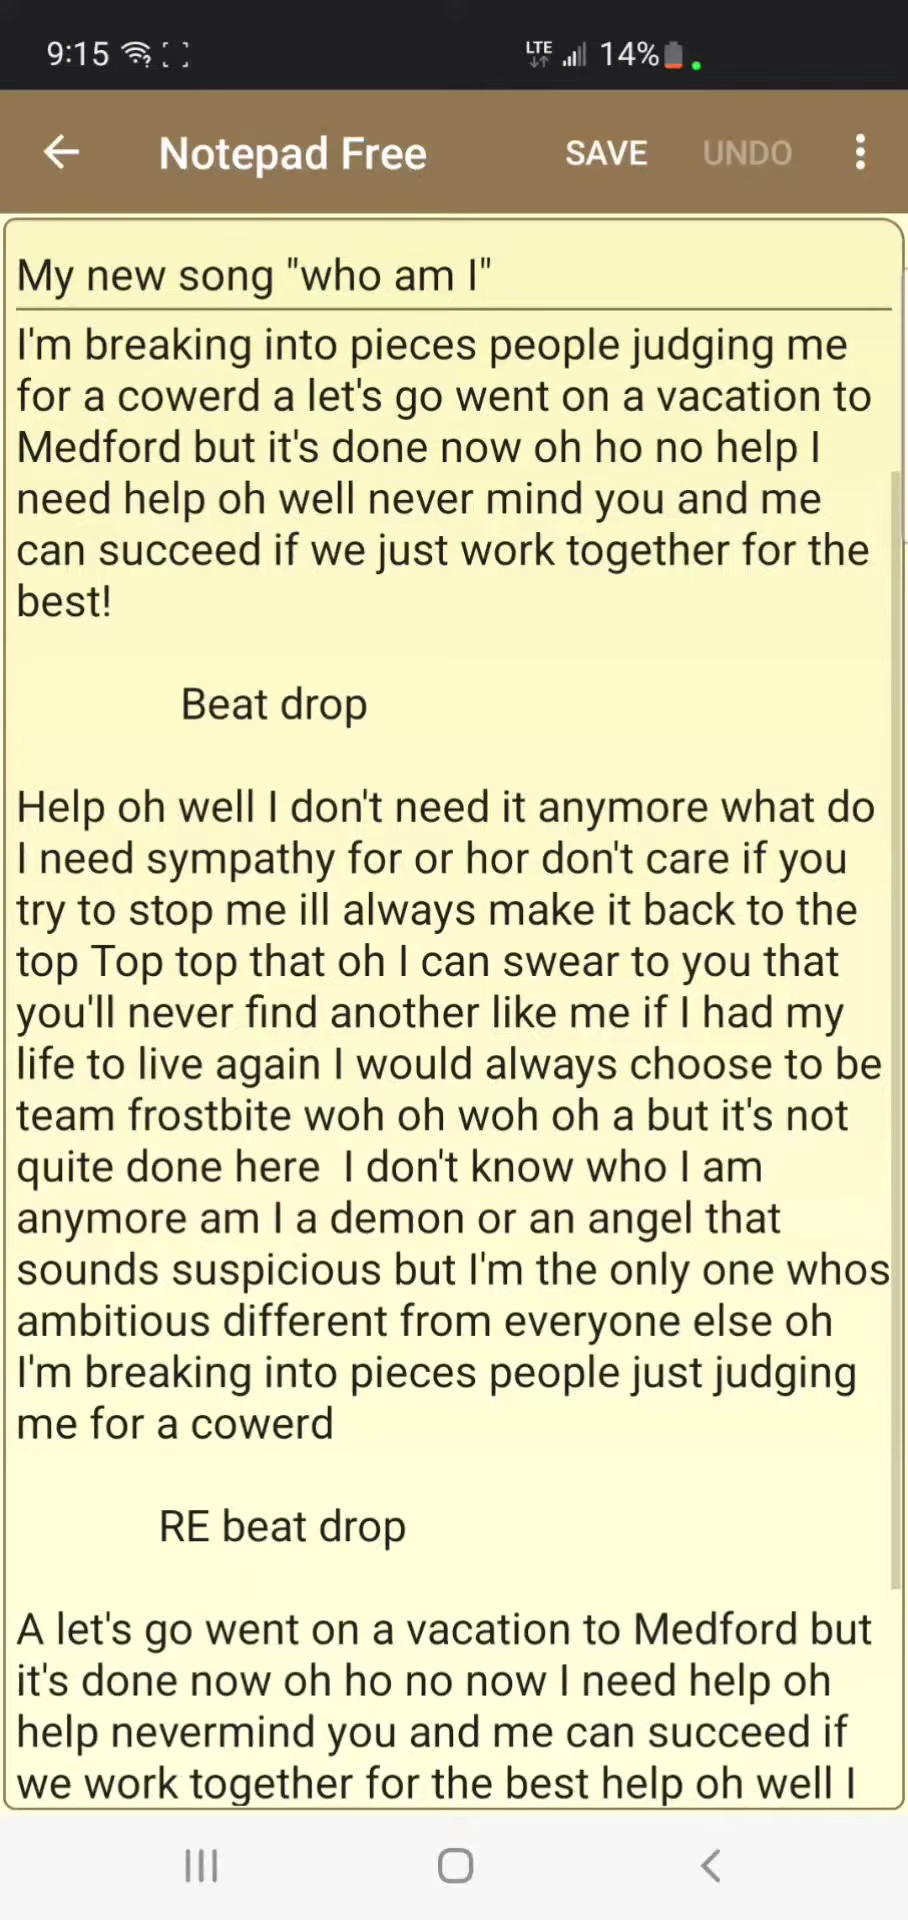 9:15
LTE
14%
Notepad Free
SAVE
UNDO
My new song "who am I"
I'm breaking into pieces people judging me
for a cowerd a let's go went on a vacation to
Medford but it's done now oh ho no help I
need help oh well never mind you and me
can succeed if we just work together for the
best!
Beat drop
Help oh well I don't need it anymore what do
I need sympathy for or hor don't care if you
try to stop me ill always make it back to the
top Top top that oh I can swear to you that
you'll never find another like me if I had my
life to live again I would always choose to be
team frostbite woh oh woh oh a but it's not
quite done here  I don't know who I am
anymore am I a demon or an angel that
sounds suspicious but I'm the only one whos
ambitious different from everyone else oh
I'm breaking into pieces people just judging
me for a cowerd
RE beat drop
A let's go went on a vacation to Medford but
it's done now oh ho no now I need help oh
help nevermind you and me can succeed if
we work together for the best help oh well I